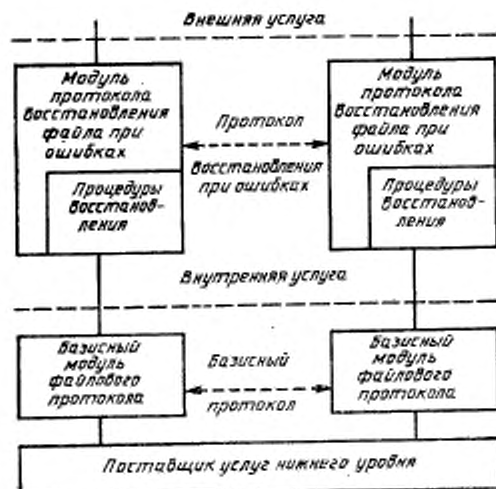 Внешняя услуга
Модуль
протокола
восстановления
файла при
ошибках
Процедуры
восстанов-
ления
Протокол
восстановления
при ошибках
Модуль
протокола
восстановления
файла при
ошибках
Процедуры
восстанов-
ления
Внутренняя услуга
Базисный
модуль
файлового
протокола
Базисный
протокол
Базисный
модуль
файлового
протокола
Поставщик услуг нижнего уровня